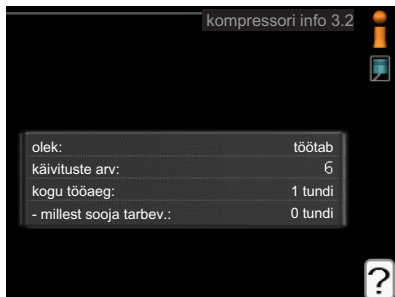 kompressori info 3.2
olek: töötab
käivituste arv: 6
kogu tööaeg: 1 tundi
- millest sooja tarbev.: 0 tundi
?